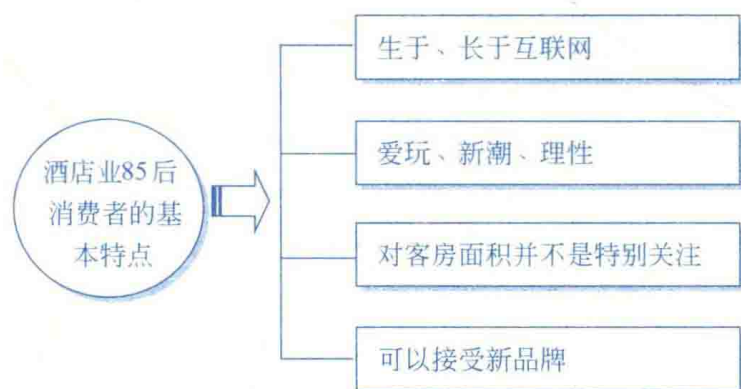 酒店业85后
消费者的基
本特点
生于、长于互联网
爱玩、新潮、理性
对客房面积并不是特别关注
可以接受新品牌